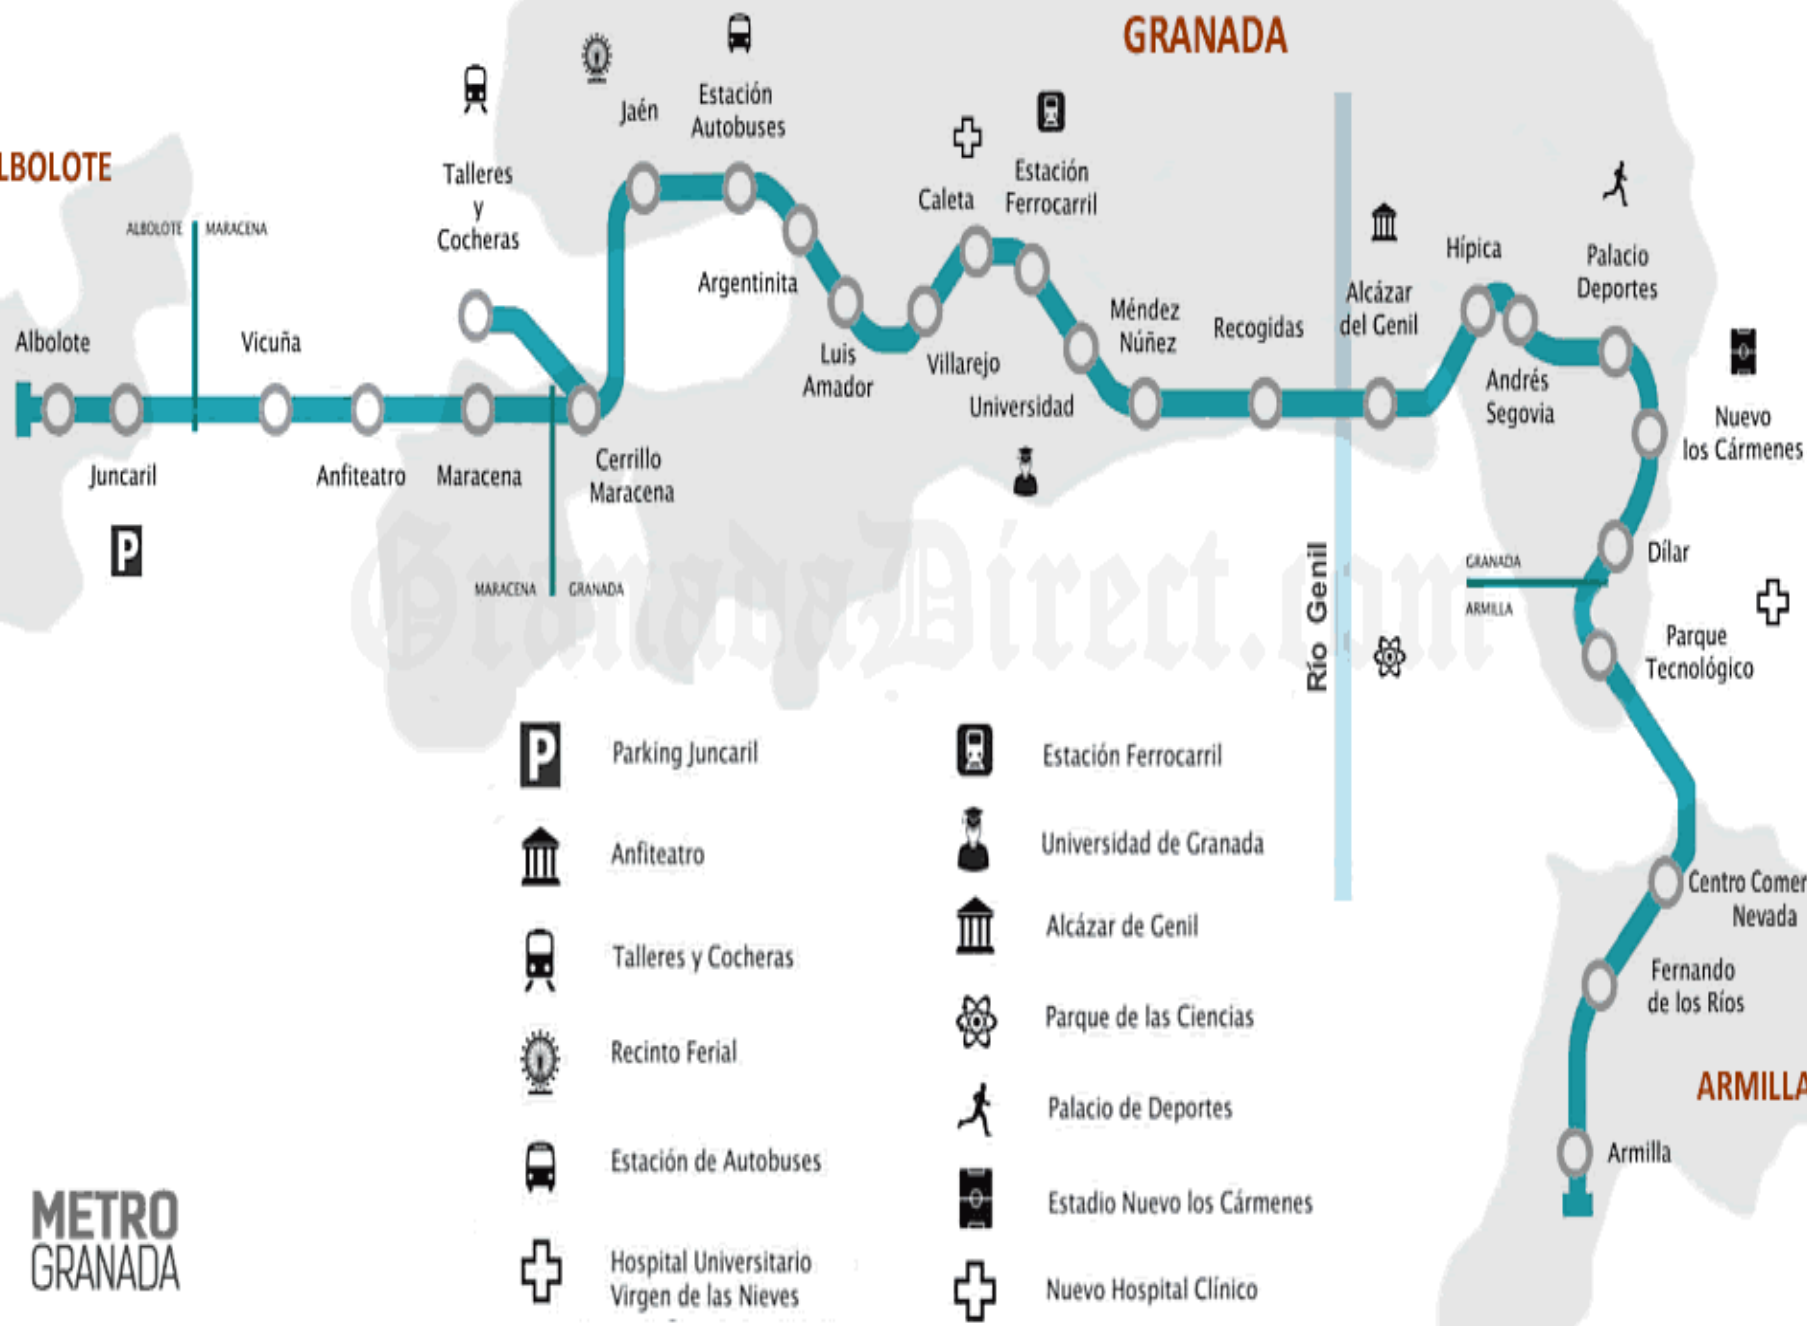 GRANADA
LBOLOTE
ALBOLOTE
MARACENA
Albolote
Juncaril
P
Vicuña
Anfiteatro
Maracena
Talleres
y
Cocheras
Cerrillo
Maracena
MARACENA
GRANADA
Jaén
Estación
Autobuses
Argentinita
Luis
Amador
Villarejo
Caleta
Estación
Ferrocarril
Universidad
Méndez
Núñez
Recogidas
Alcázar
del Genil
Hípica
Andrés
Segovia
Palacio
Deportes
Nuevo
los Cármenes
Dílar
GRANADA
ARMILLA
Parque
Tecnológico
Centro Comer
Nevada
Fernando
de los Ríos
ARMILLA
Armilla
Río Genil
GranadaDirect.com
P
Parking Juncaril
Anfiteatro
Talleres y Cocheras
Recinto Ferial
Estación de Autobuses
Hospital Universitario
Virgen de las Nieves
Estación Ferrocarril
Universidad de Granada
Alcázar de Genil
Parque de las Ciencias
Palacio de Deportes
Estadio Nuevo los Cármenes
Nuevo Hospital Clínico
METRO
GRANADA